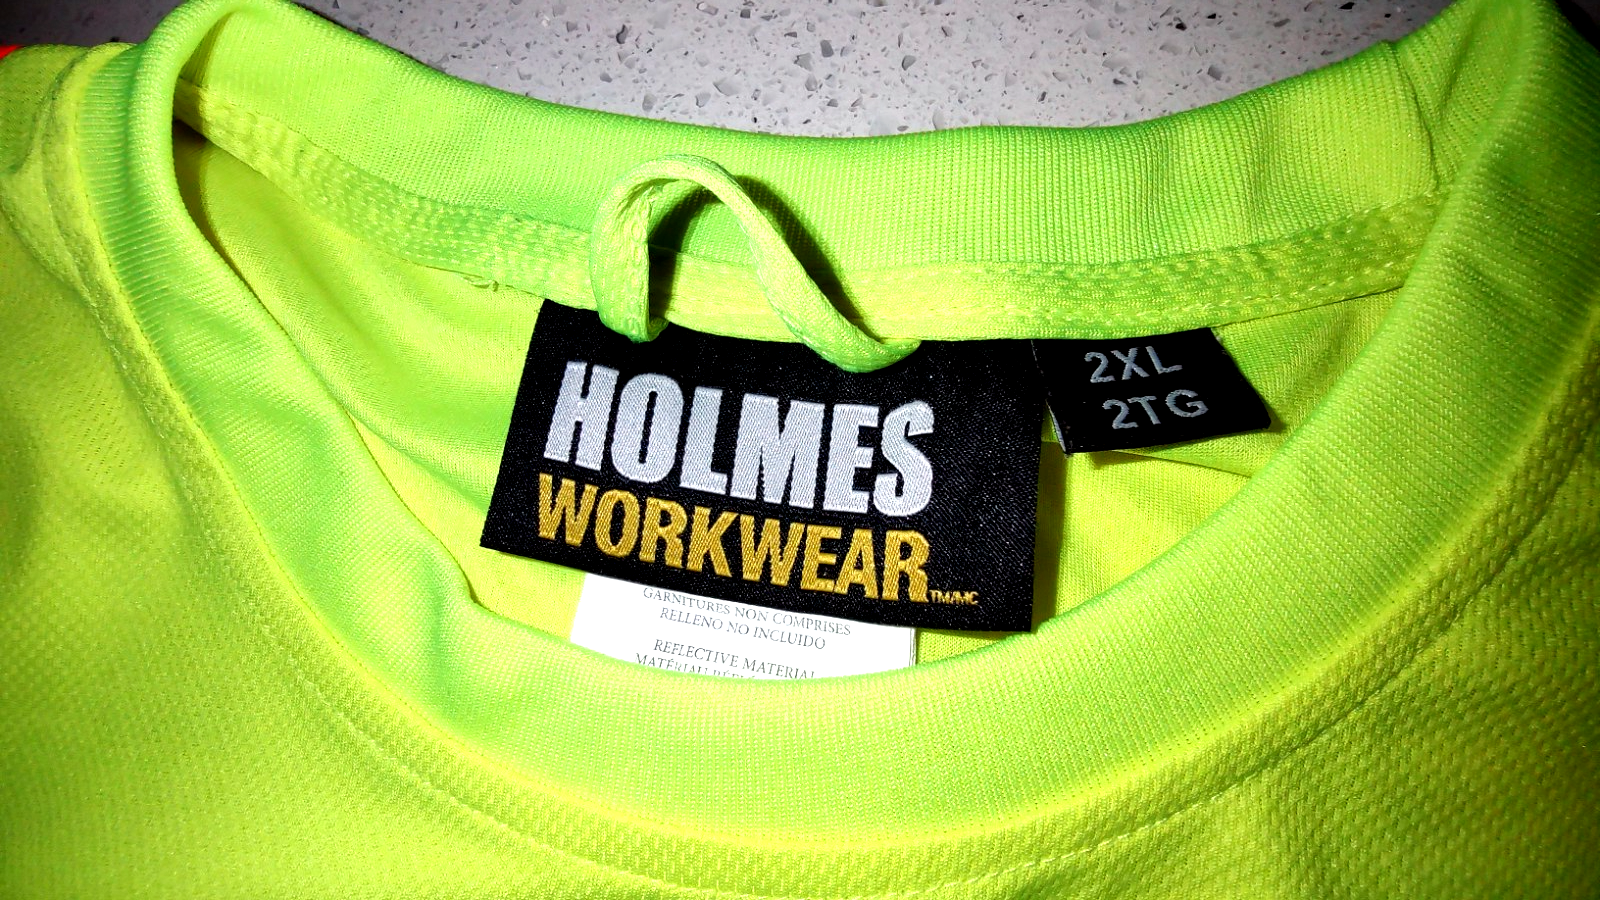 HOLMES
WORKWEAR
TM/MC
2XL
2TG
GARNITURES NON COMPRISES
RELLENO NO INCLUIDO
REFLECTIVE MATERIAL